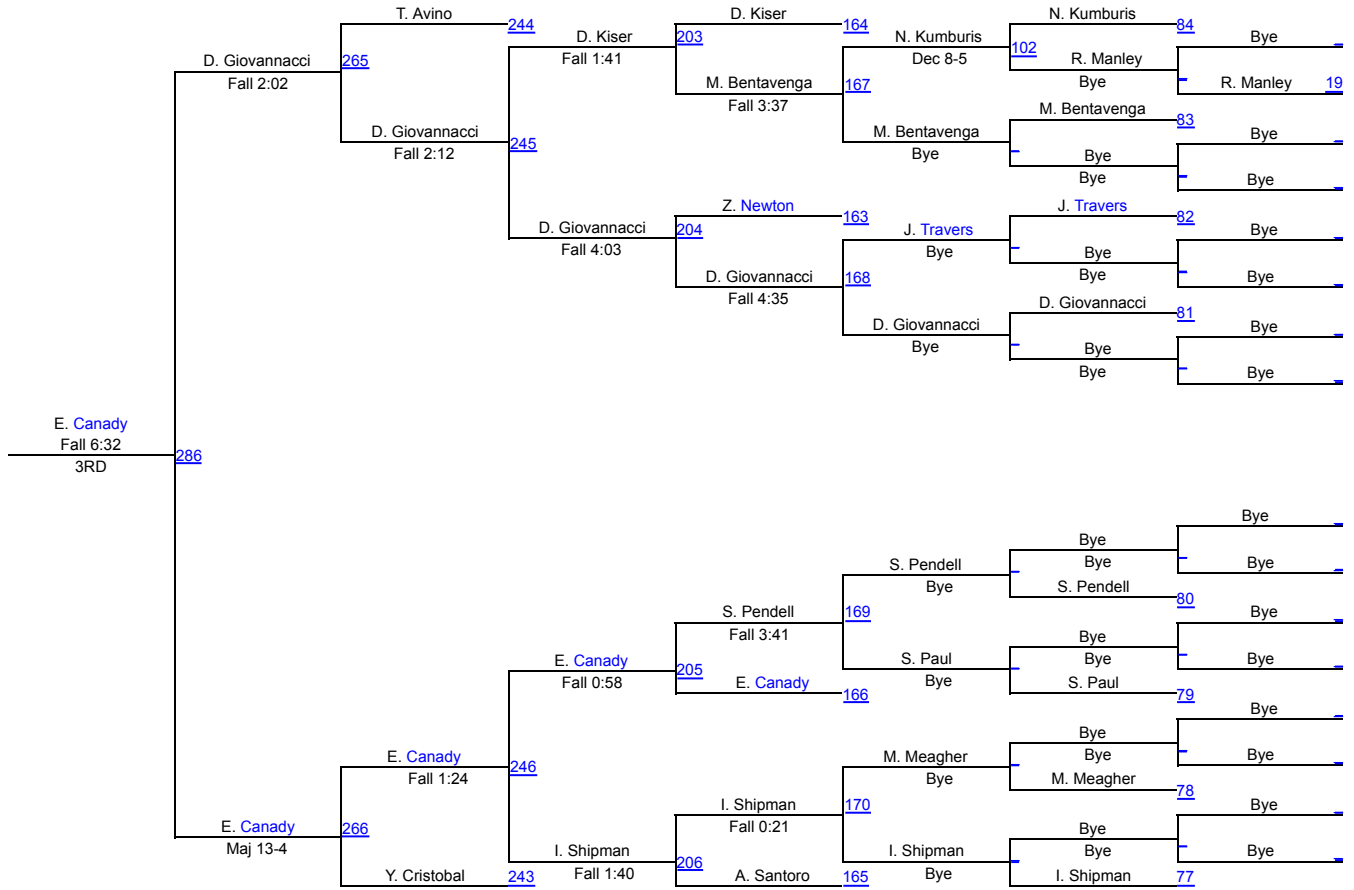 T. Avino
D. Kiser
N. Kumburis
244
164
84
D. Kiser
203
N. Kumburis
102
Bye
D. Giovannacci
265
Fall 1:41
Dec 8-5
R. Manley
Fall 2:02
M. Bentavenga
167
Bye
R. Manley
19
Fall 3:37
M. Bentavenga
83
D. Giovannacci
245
M. Bentavenga
Bye
Fall 2:12
Bye
Bye
Bye
Bye
Z. Newton
163
J. Travers
82
D. Giovannacci
204
J. Travers
Bye
Fall 4:03
Bye
Bye
D. Giovannacci
168
Bye
Bye
Fall 4:35
D. Giovannacci
81
D. Giovannacci
Bye
Bye
Bye
Bye
Bye
E. Canady
Fall 6:32
286
3RD
Bye
Bye
S. Pendell
Bye
Bye
Bye
S. Pendell
80
S. Pendell
169
Bye
Fall 3:41
Bye
E. Canady
205
S. Paul
Bye
Bye
Fall 0:58
E. Canady
166
Bye
S. Paul
79
Bye
Bye
E. Canady
246
M. Meagher
Bye
Bye
Fall 1:24
Bye
M. Meagher
78
I. Shipman
170
Bye
E. Canady
266
Fall 0:21
Bye
Maj 13-4
I. Shipman
206
I. Shipman
Bye
Bye
Fall 1:40
Bye
Y. Cristobal
243
A. Santoro
165
I. Shipman
77